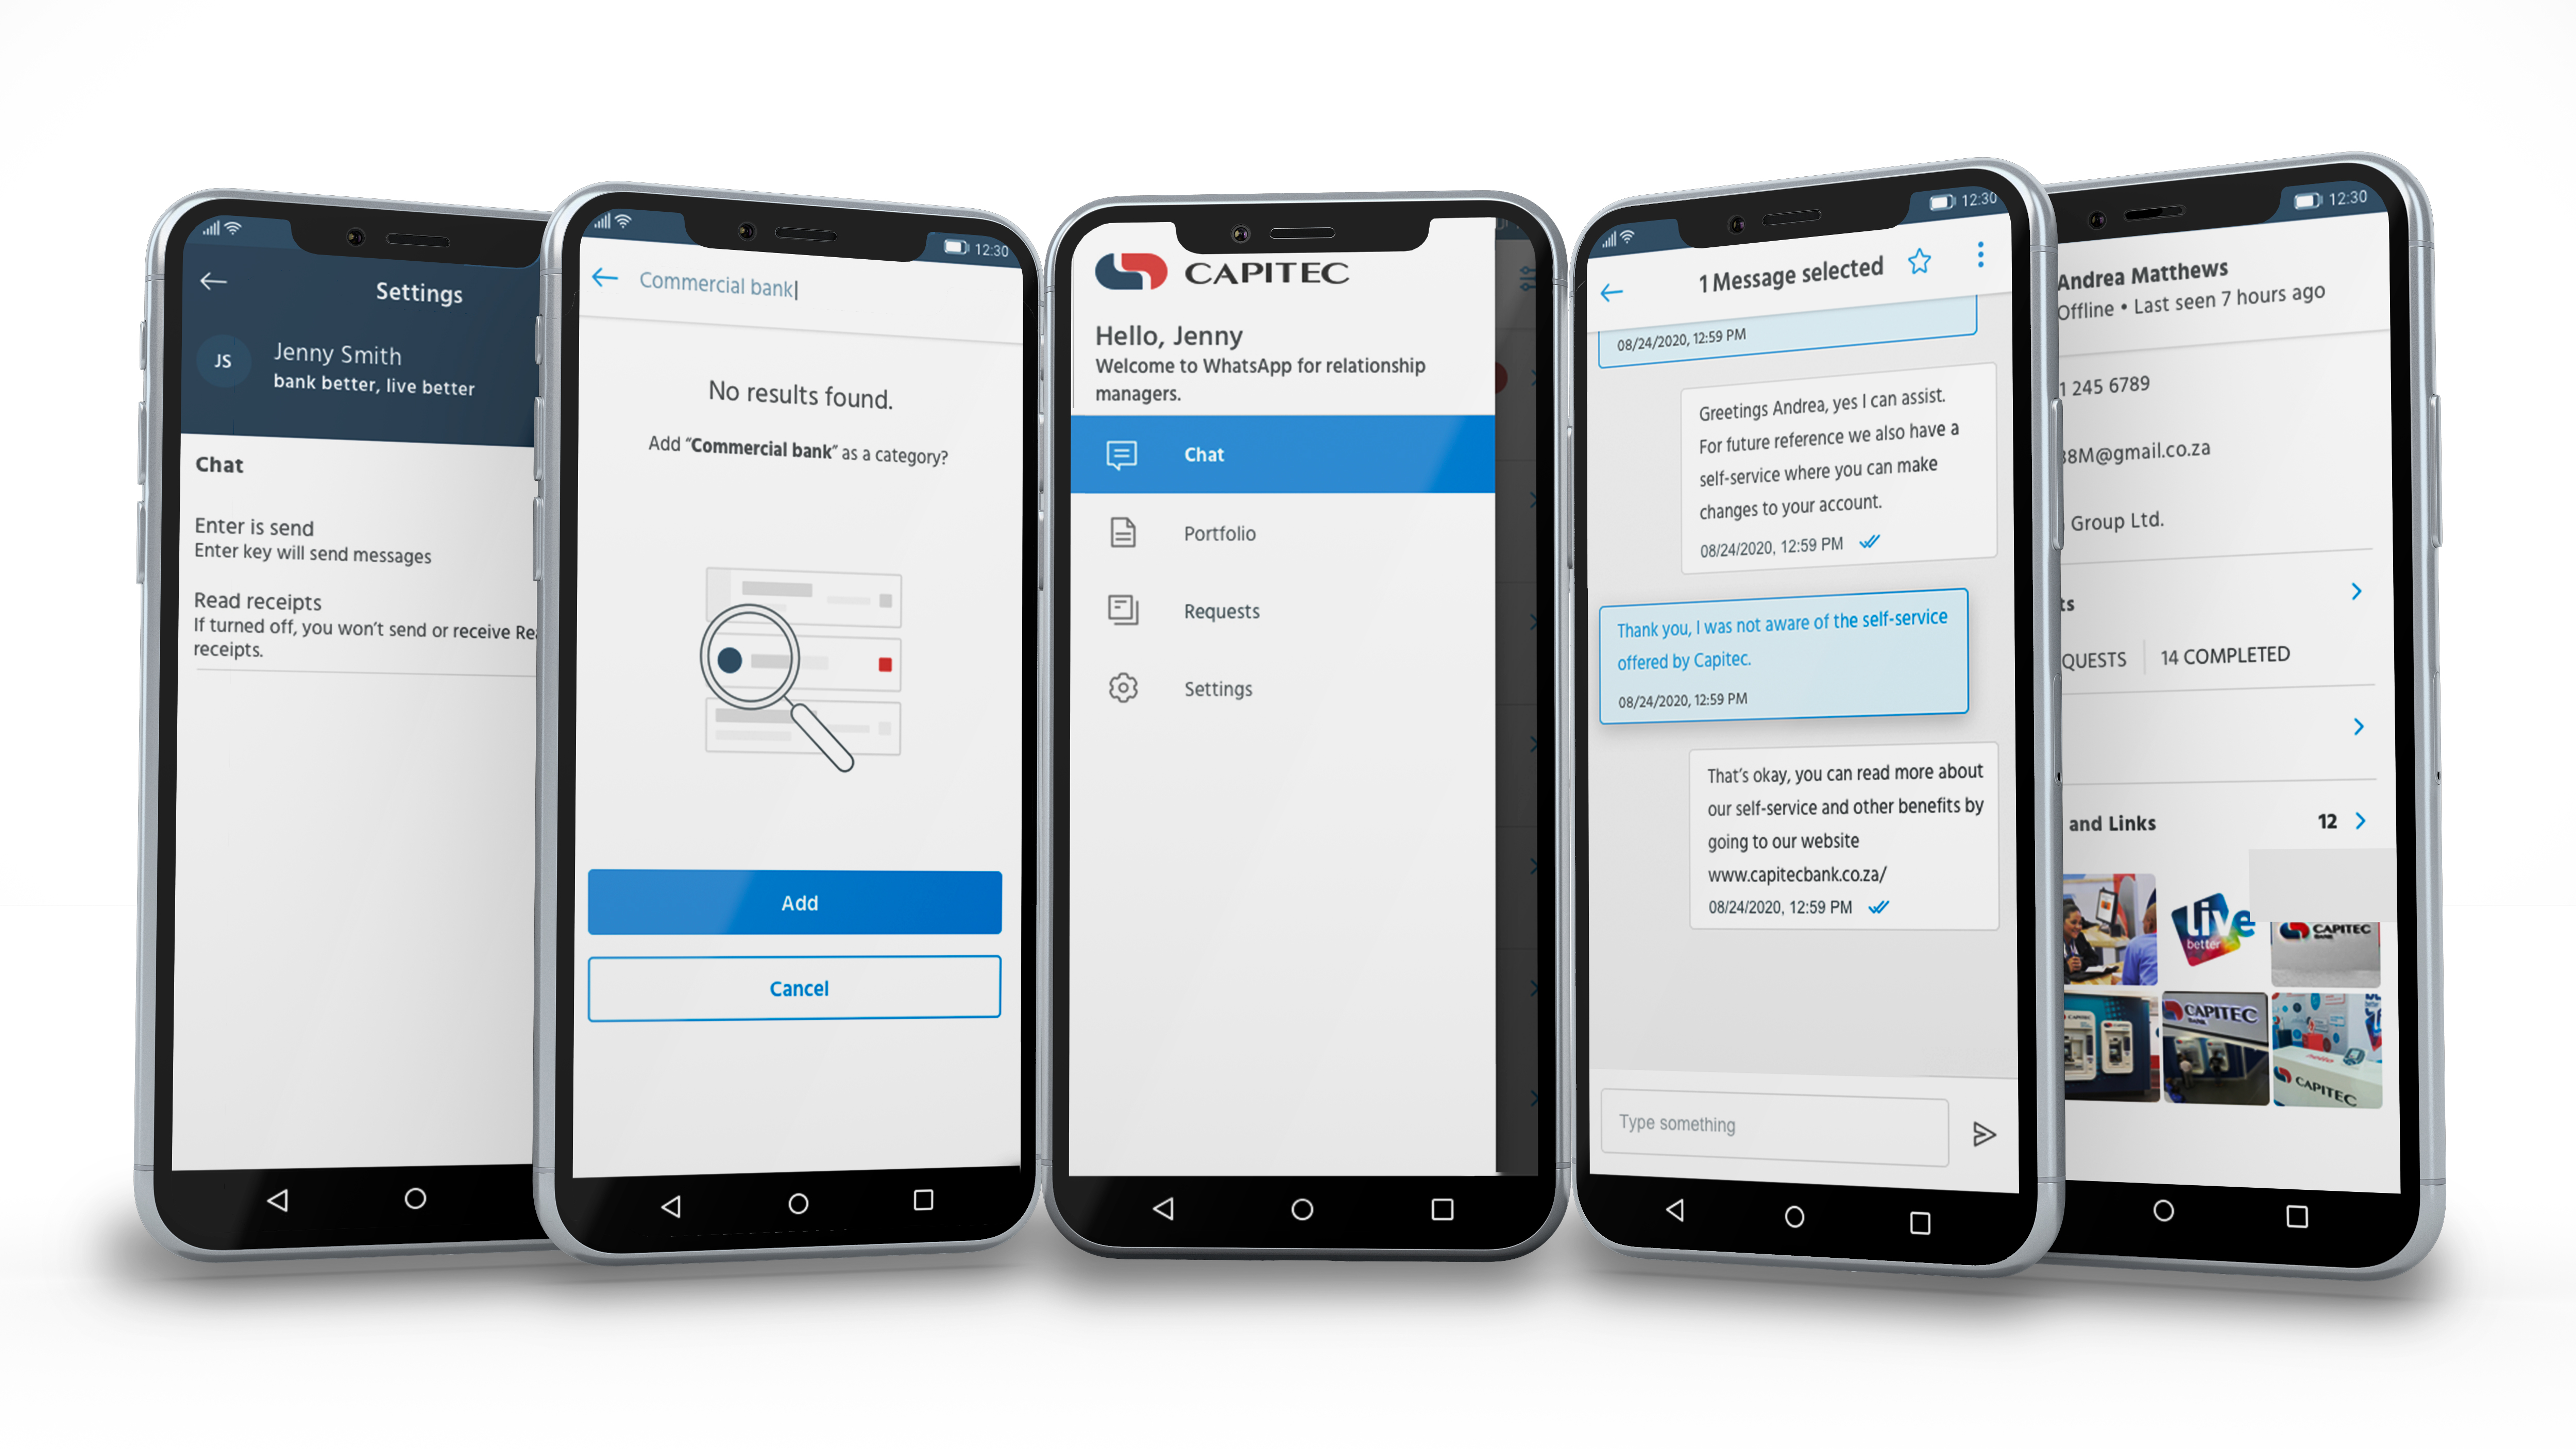 Settings
JS
Jenny Smith
bank better, live better
Chat
Enter is send
Enter key will send messages
Read receipts
If turned off, you won't send or receive Re
receipts.
12:30
Commercial bank
No results found.
Add "Commercial bank" as a category?
Add
Cancel
CAPITEC
Hello, Jenny
Welcome to WhatsApp for relationship
managers.
Chat
Portfolio
Requests
Settings
12:30
1 Message selected
08/24/2020, 12:59 PM
Greetings Andrea, yes I can assist.
For future reference we also have a
self-service where you can make
changes to your account.
08/24/2020, 12:59 PM
Thank you, I was not aware of the self-service
offered by Capitec.
08/24/2020, 12:59 PM
That's okay, you can read more about
our self-service and other benefits by
going to our website
www.capitecbank.co.za/
08/24/2020, 12:59 PM
Type something
12:30
Andrea Matthews
Offline • Last seen 7 hours ago
1 245 6789
38M@gmail.co.za
Group Ltd.
ts
QUESTS 14 COMPLETED
and Links 12
live
better
CAPITEC
BANK
CAPITEC
CAPITEC
BANK
hello
CAPITEC